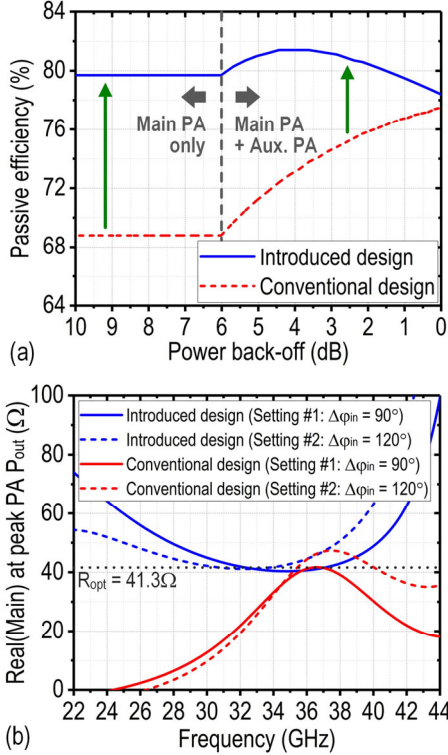 84
80
76
72
68
64
Passive efficiency (%)
Main PA only
Main PA + Aux. PA
Introduced design
Conventional design
10 9 8 7 6 5 4 3 2 1 0
Power back-off (dB)
(a)
100
80
60
40
20
0
Real(Main) at peak PA Pout (Ω)
Introduced design (Setting #1: Δφin = 90°)
Introduced design (Setting #2: Δφin = 120°)
Conventional design (Setting #1: Δφin = 90°)
Conventional design (Setting #2: Δφin = 120°)
Ropt = 41.3Ω
22 24 26 28 30 32 34 36 38 40 42 44
Frequency (GHz)
(b)